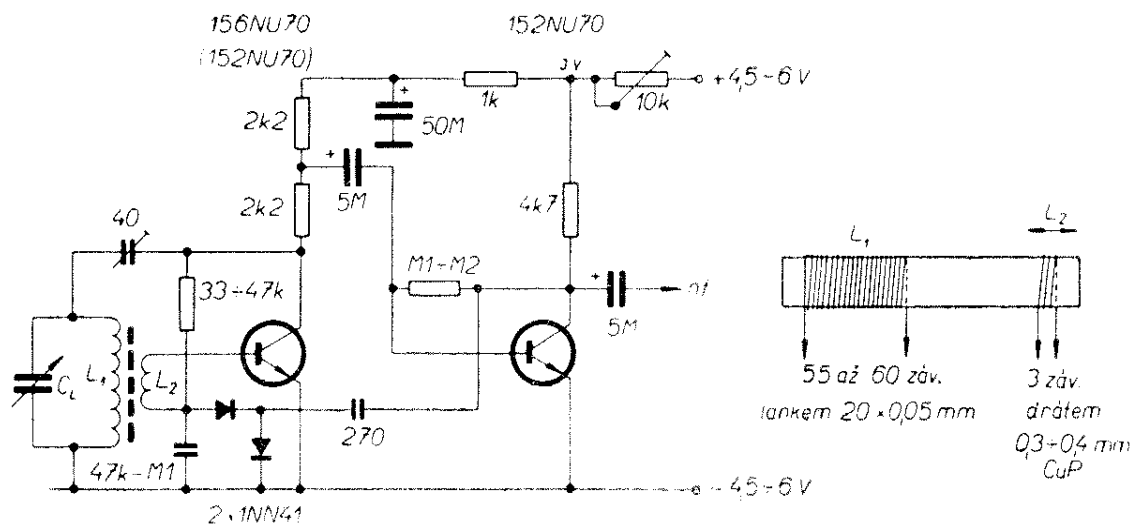 156NU70
(152NU70)
152NU70
3V
+4,5÷6 V
1k
10k
2k2
50M
+
+
5M
2k2
4k7
40
M1÷M2
+
nf
5M
33÷47k
C_L
L₁
L₂
270
47k-M1
-4,5÷6 V
2×1NN41
L₁
L₂
55 až 60 záv.
lankem 20×0,05 mm
3 záv.
drátem
0,3÷0,4 mm
CuP